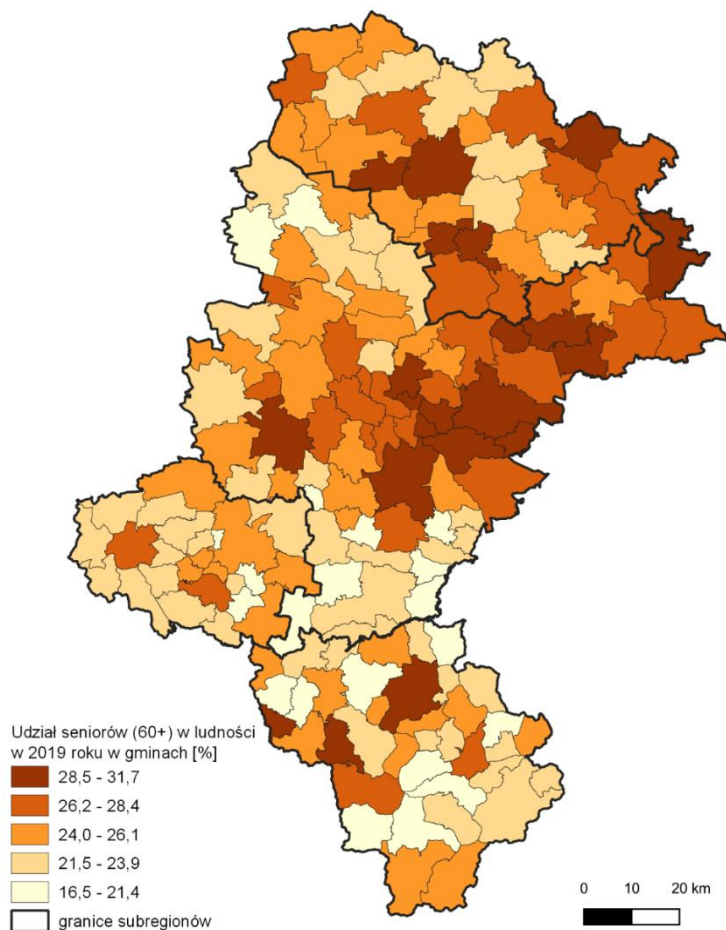 Udział seniorów (60+) w ludności
w 2019 roku w gminach [%]
28,5 - 31,7
26,2 - 28,4
24,0 - 26,1
21,5 - 23,9
16,5 - 21,4
granice subregionów
0 10 20 km